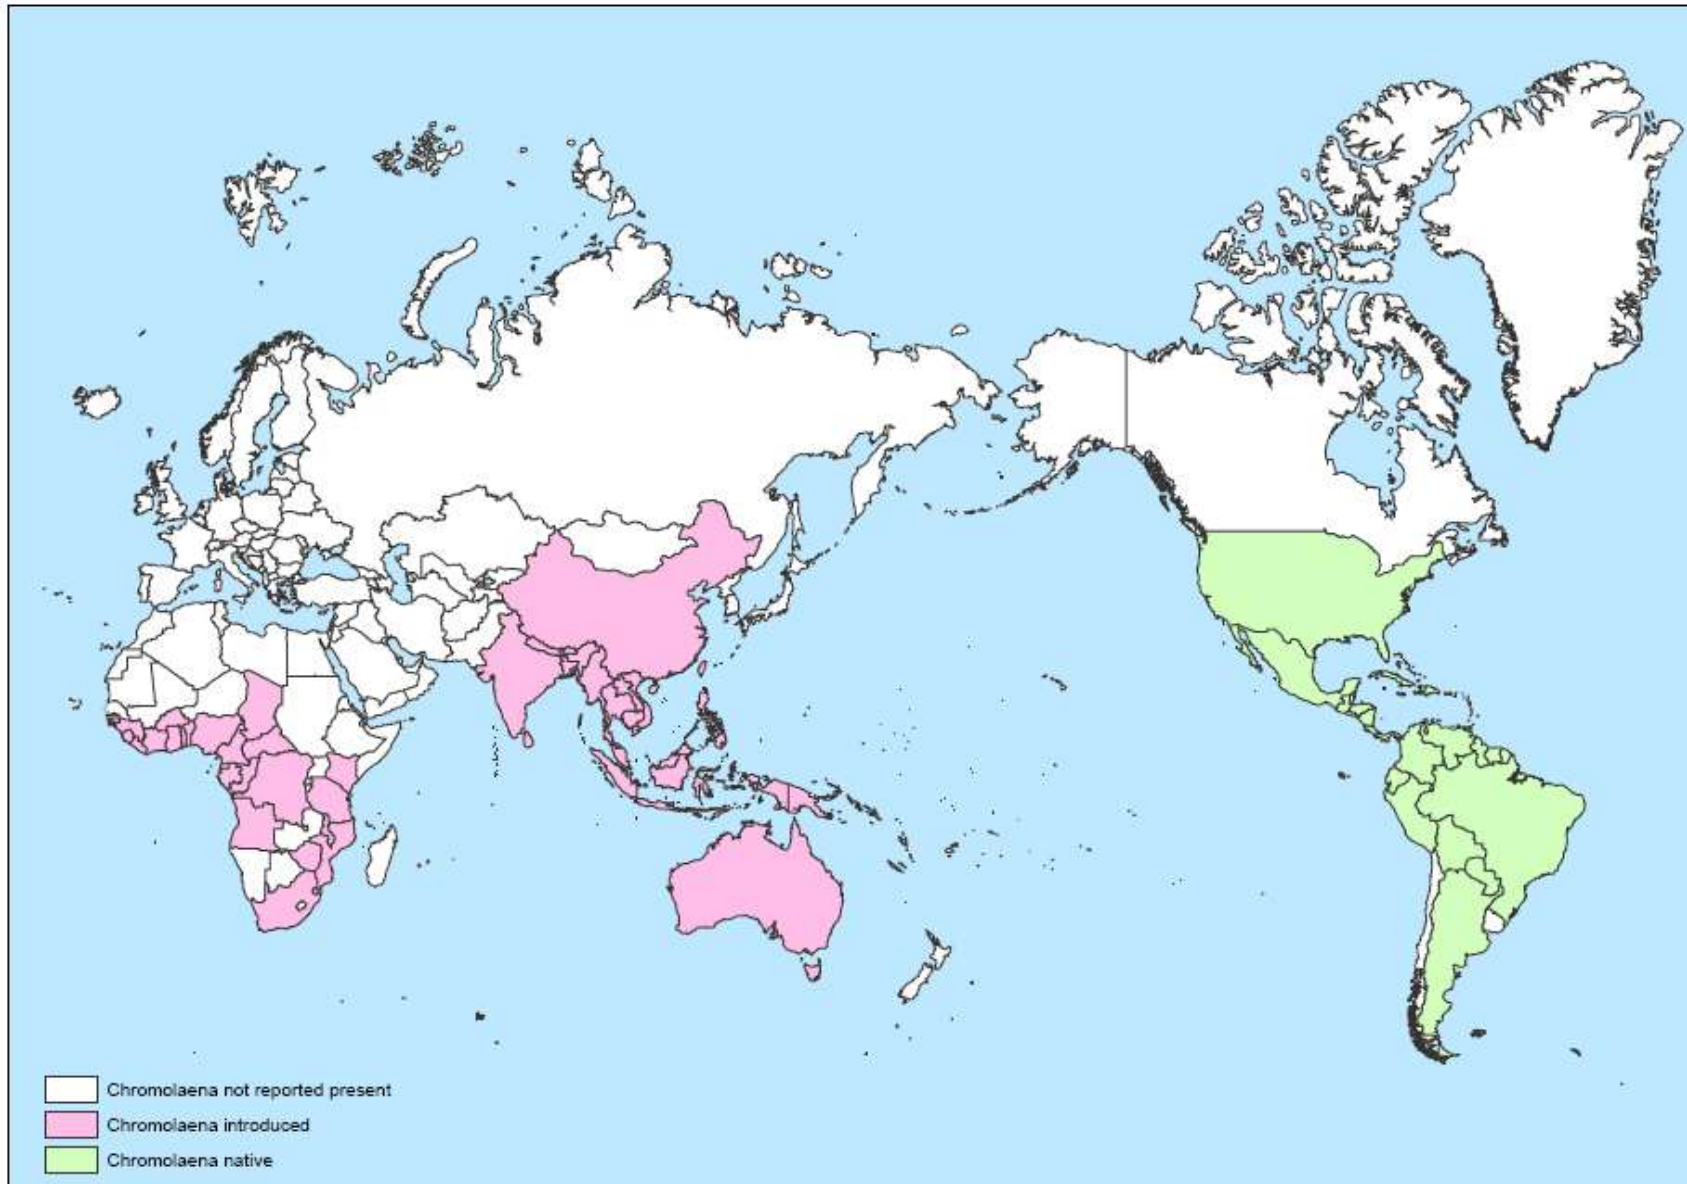 Chromolaena not reported present
Chromolaena introduced
Chromolaena native